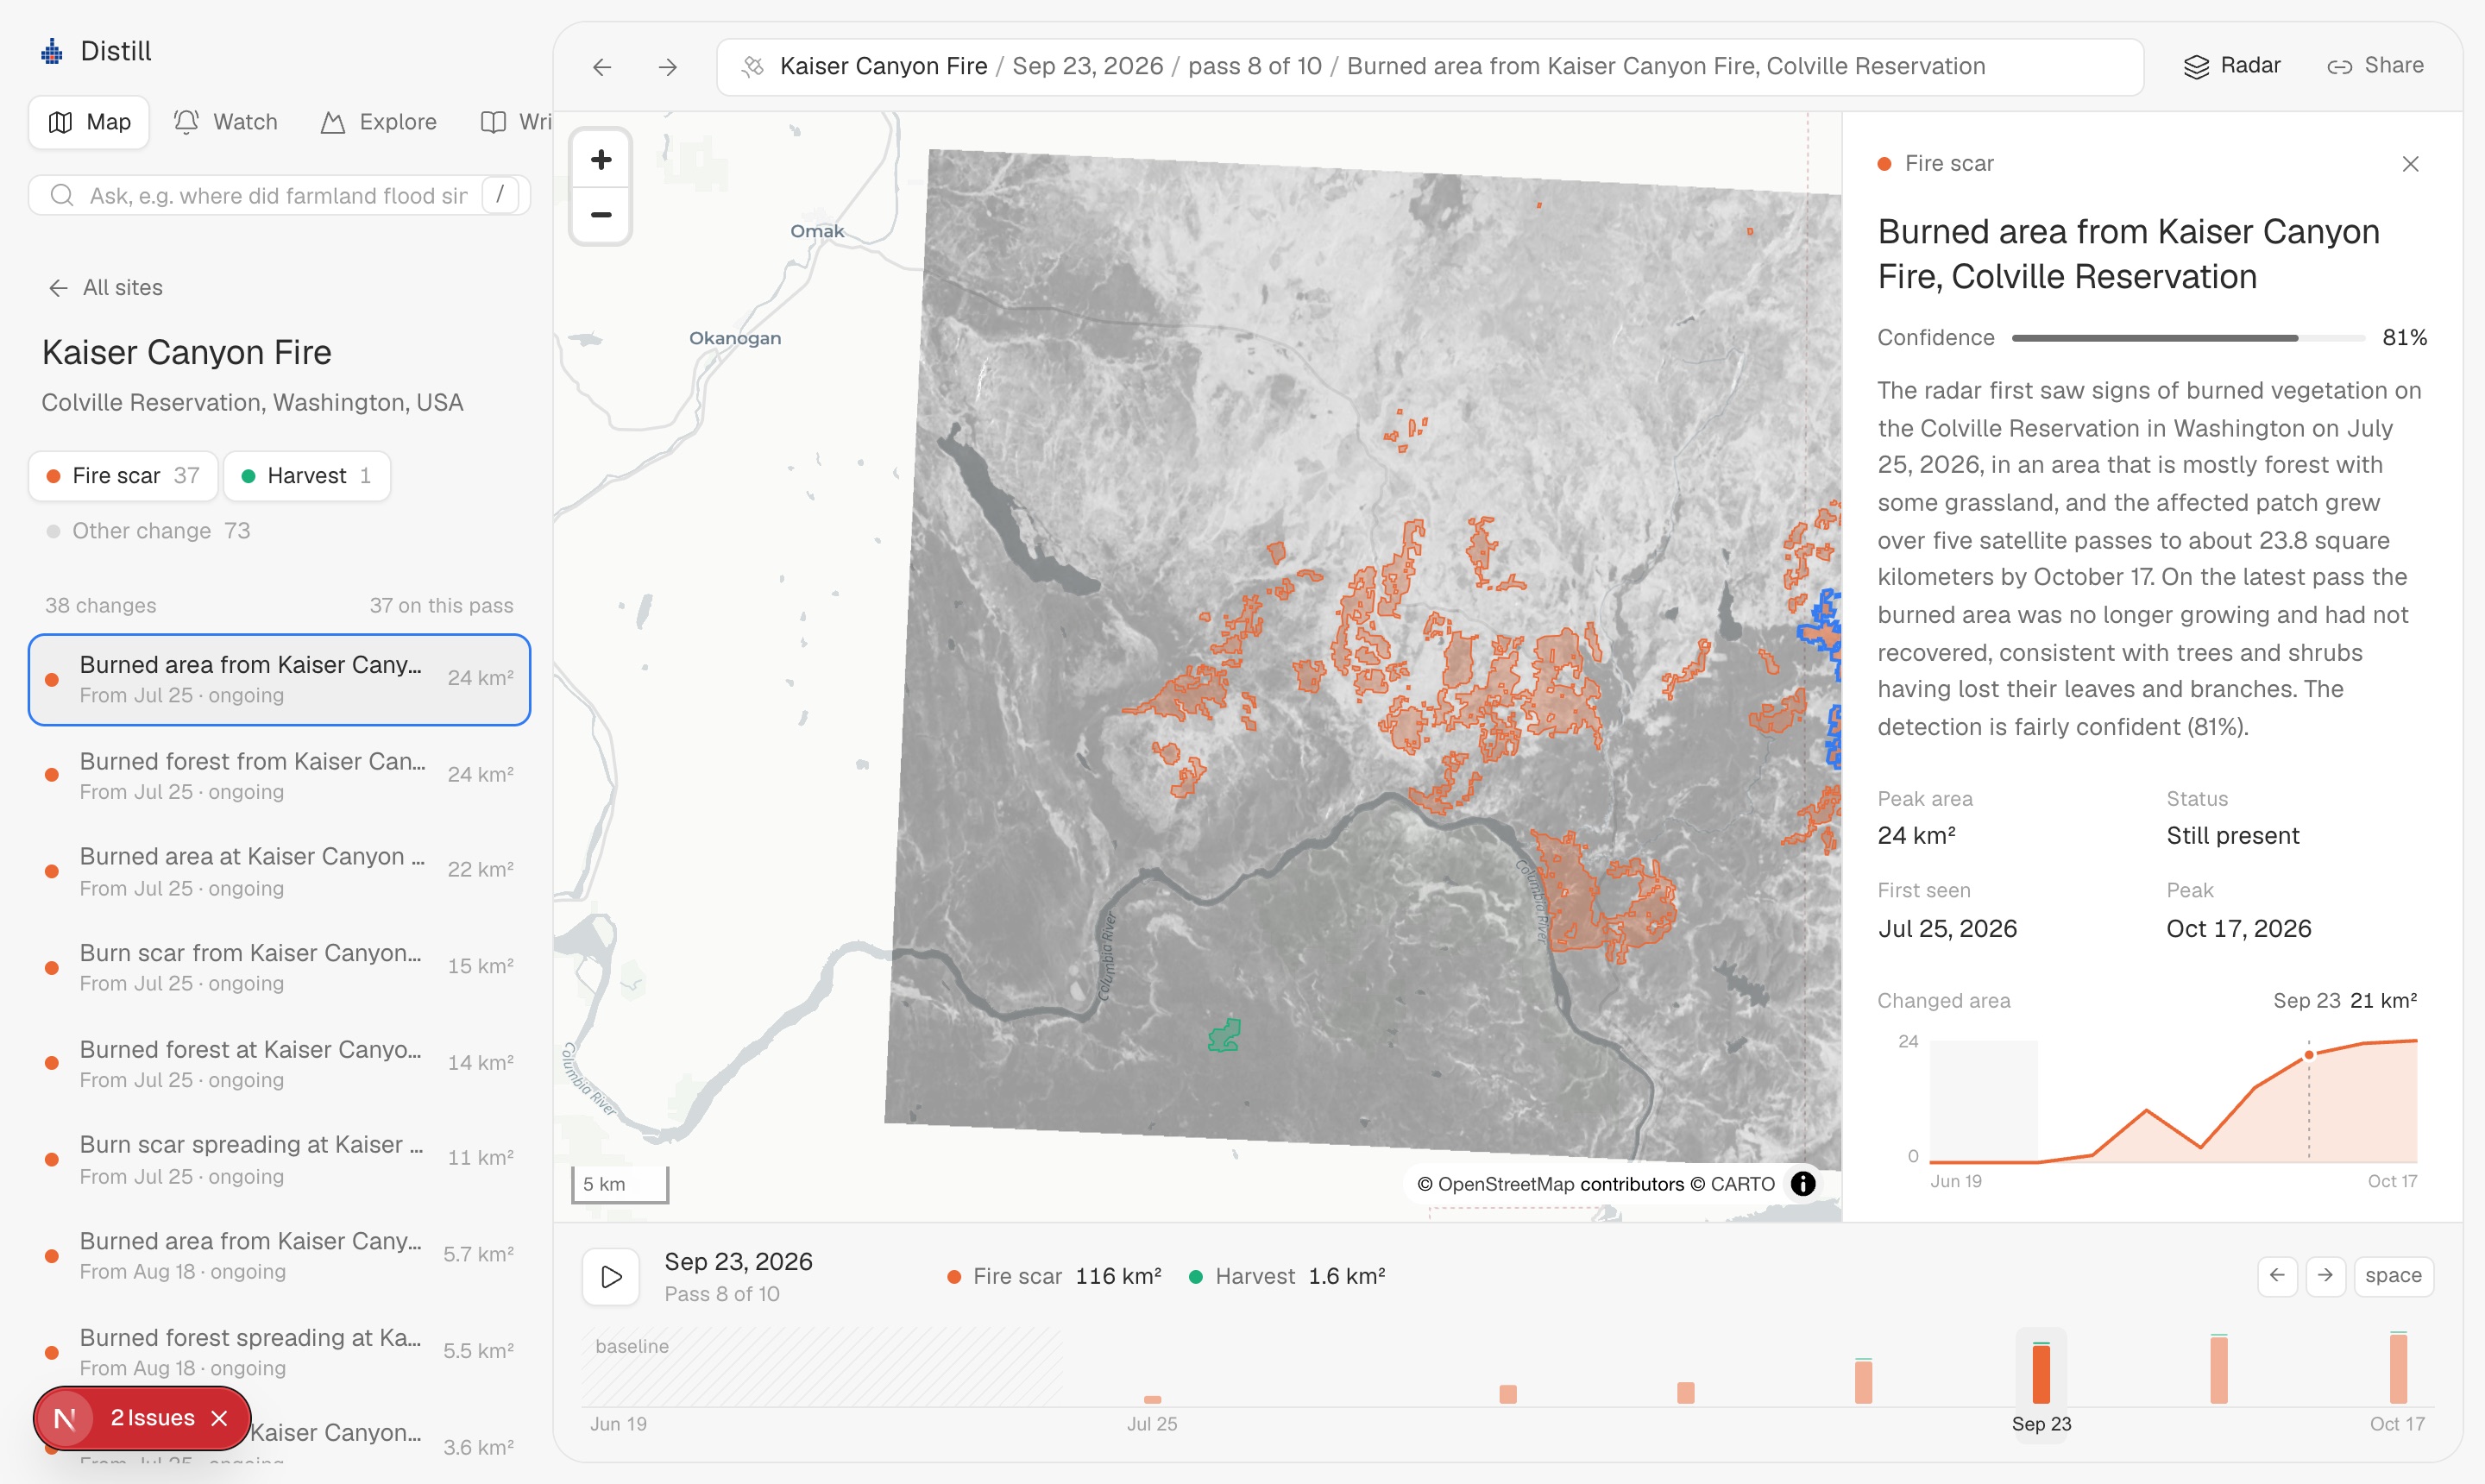 Distill
Map
Watch
Explore
Wri
Ask, e.g. where did farmland flood sin
/
All sites
Kaiser Canyon Fire
Colville Reservation, Washington, USA
Fire scar 37
Harvest 1
Other change 73
38 changes
37 on this pass
Burned area from Kaiser Cany...
From Jul 25 · ongoing
24 km²
Burned forest from Kaiser Can...
From Jul 25 · ongoing
24 km²
Burned area at Kaiser Canyon ...
From Jul 25 · ongoing
22 km²
Burn scar from Kaiser Canyon...
From Jul 25 · ongoing
15 km²
Burned forest at Kaiser Canyo...
From Jul 25 · ongoing
14 km²
Burn scar spreading at Kaiser ...
From Jul 25 · ongoing
11 km²
Burned area from Kaiser Cany...
From Aug 18 · ongoing
5.7 km²
Burned forest spreading at Ka...
From Aug 18 · ongoing
5.5 km²
Kaiser Canyon...
3.6 km²
N 2 Issues
Kaiser Canyon Fire / Sep 23, 2026 / pass 8 of 10 / Burned area from Kaiser Canyon Fire, Colville Reservation
Radar
Share
+
−
Omak
Okanogan
Columbia River
Columbia River
Columbia River
5 km
© OpenStreetMap contributors © CARTO
Fire scar
Burned area from Kaiser Canyon
Fire, Colville Reservation
Confidence 81%
The radar first saw signs of burned vegetation on
the Colville Reservation in Washington on July
25, 2026, in an area that is mostly forest with
some grassland, and the affected patch grew
over five satellite passes to about 23.8 square
kilometers by October 17. On the latest pass the
burned area was no longer growing and had not
recovered, consistent with trees and shrubs
having lost their leaves and branches. The
detection is fairly confident (81%).
Peak area
24 km²
Status
Still present
First seen
Jul 25, 2026
Peak
Oct 17, 2026
Changed area
Sep 23 21 km²
24
0
Jun 19
Oct 17
Sep 23, 2026
Pass 8 of 10
Fire scar 116 km²
Harvest 1.6 km²
space
baseline
Jun 19
Jul 25
Sep 23
Oct 17